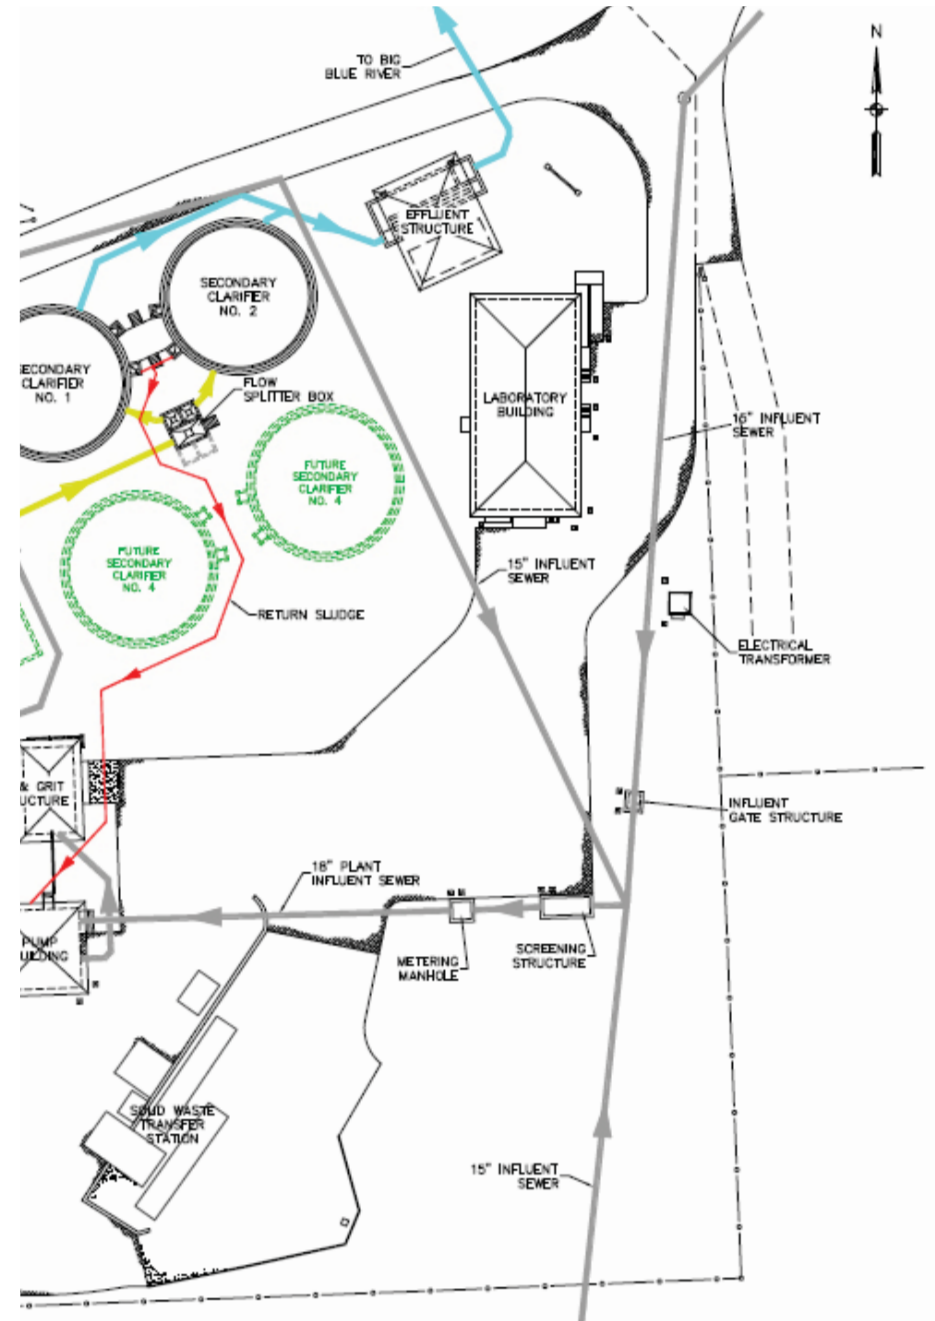 N
TO BIG
BLUE RIVER
EFFLUENT
STRUCTURE
SECONDARY
CLARIFIER
NO. 2
SECONDARY
CLARIFIER
NO. 1
FLOW
SPLITTER BOX
LABORATORY
BUILDING
15" INFLUENT
SEWER
FUTURE
SECONDARY
CLARIFIER
NO. 4
FUTURE
SECONDARY
CLARIFIER
NO. 4
15" INFLUENT
SEWER
RETURN SLUDGE
ELECTRICAL
TRANSFORMER
& GRIT
UCTURE
INFLUENT
GATE STRUCTURE
18" PLANT
INFLUENT SEWER
PUMP
UILDING
METERING
MANHOLE
SCREENING
STRUCTURE
SOLID WASTE
TRANSFER
STATION
15" INFLUENT
SEWER